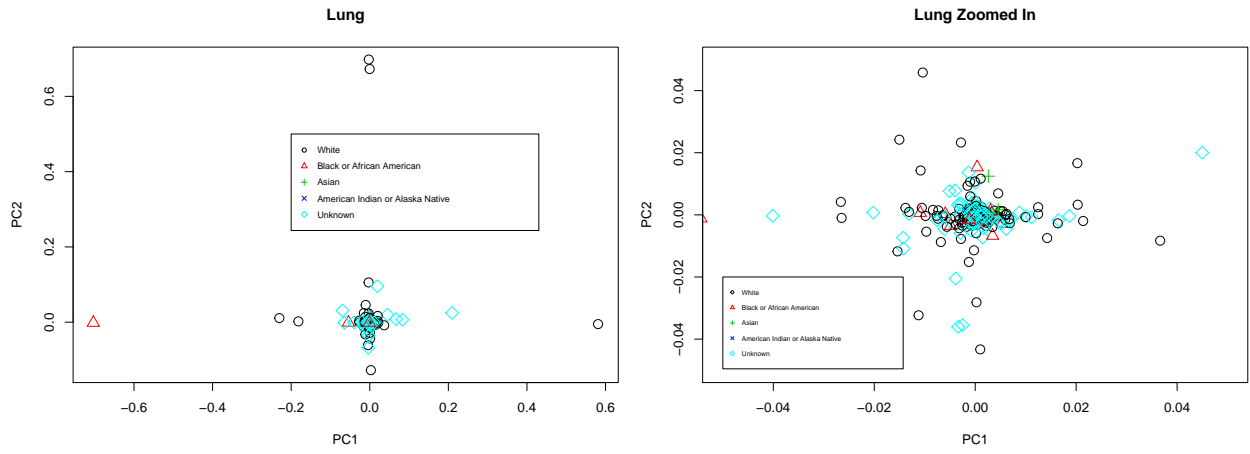 Lung
PC2
0.6
0.4
0.2
0.0
White
Black or African American
Asian
American Indian or Alaska Native
Unknown
−0.6 −0.4 −0.2 0.0 0.2 0.4 0.6
PC1
Lung Zoomed In
PC2
0.04
0.02
0.00
−0.02
−0.04
White
Black or African American
Asian
American Indian or Alaska Native
Unknown
−0.04 −0.02 0.00 0.02 0.04
PC1